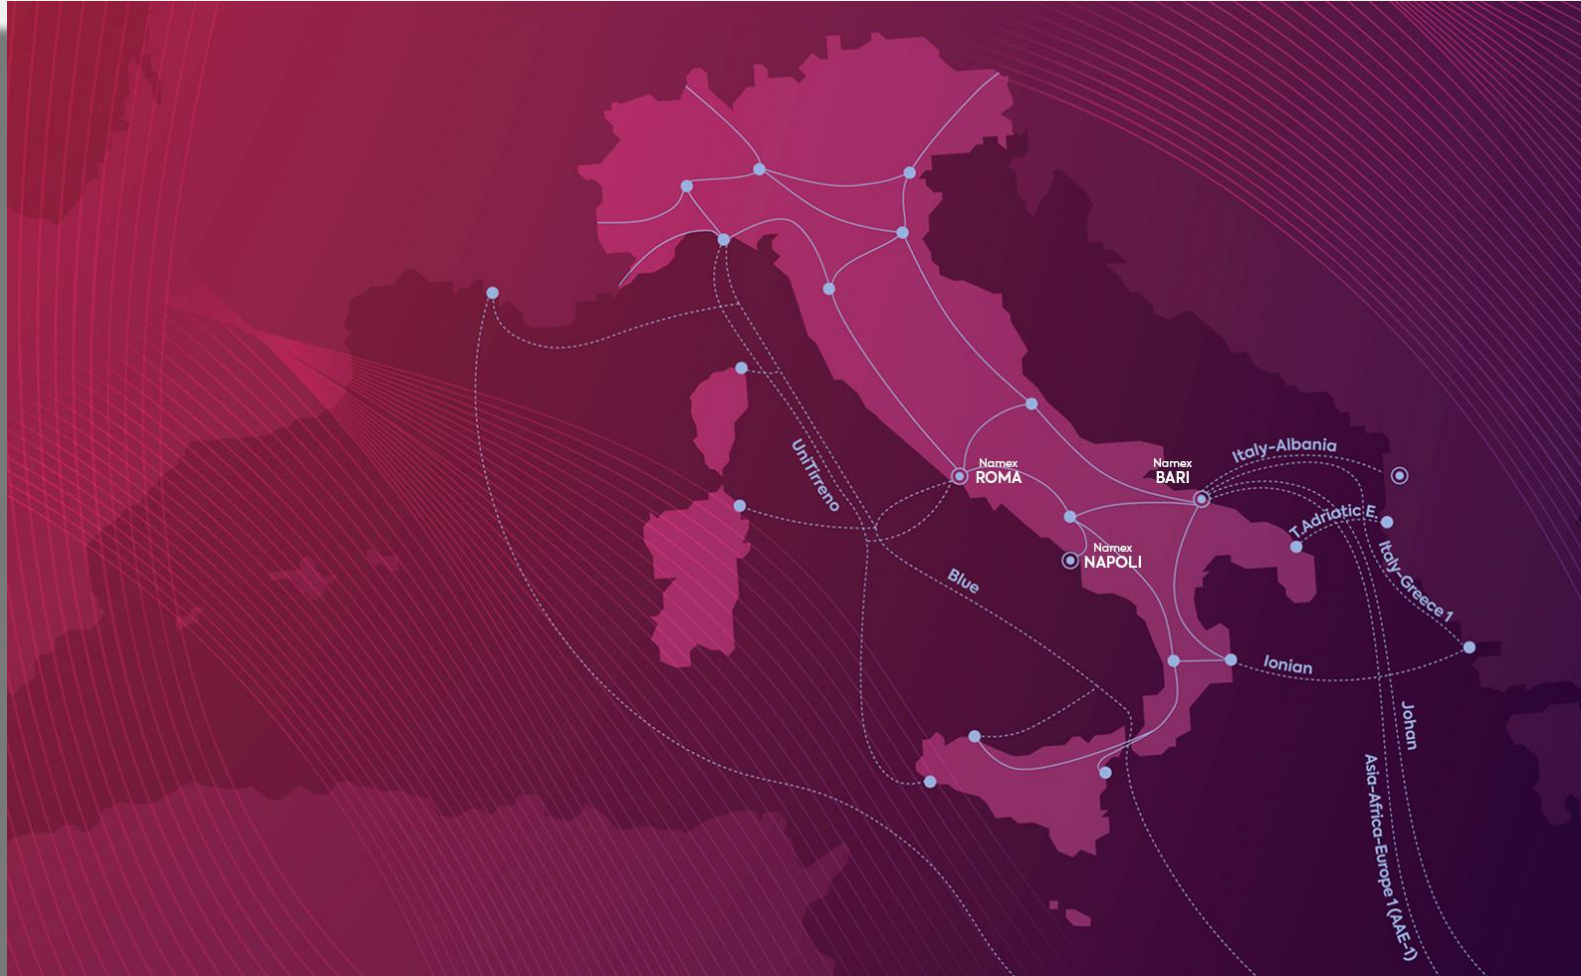 Italy-Albania
Namex
ROMA
Namex
BARI
UniTirreno
T.Adriatic E.
Namex
NAPOLI
Blue
Italy-Greece 1
Ionian
Johan
Asia-Africa-Europe 1 (AAE-1)